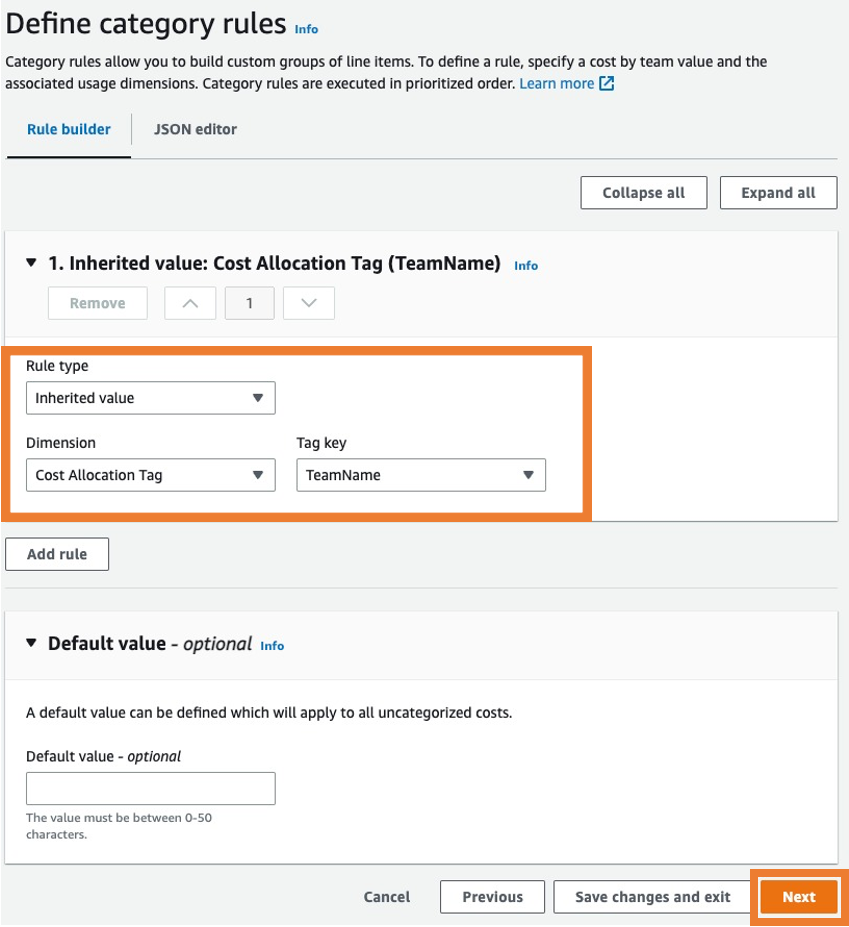 Define category rules Info
Category rules allow you to build custom groups of line items. To define a rule, specify a cost by team value and the
associated usage dimensions. Category rules are executed in prioritized order. Learn more
Rule builder JSON editor
Collapse all Expand all
1. Inherited value: Cost Allocation Tag (TeamName) Info
Remove 1
Rule type
Inherited value
Dimension Tag key
Cost Allocation Tag TeamName
Add rule
Default value - optional Info
A default value can be defined which will apply to all uncategorized costs.
Default value - optional
The value must be between 0-50
characters.
Cancel Previous Save changes and exit Next